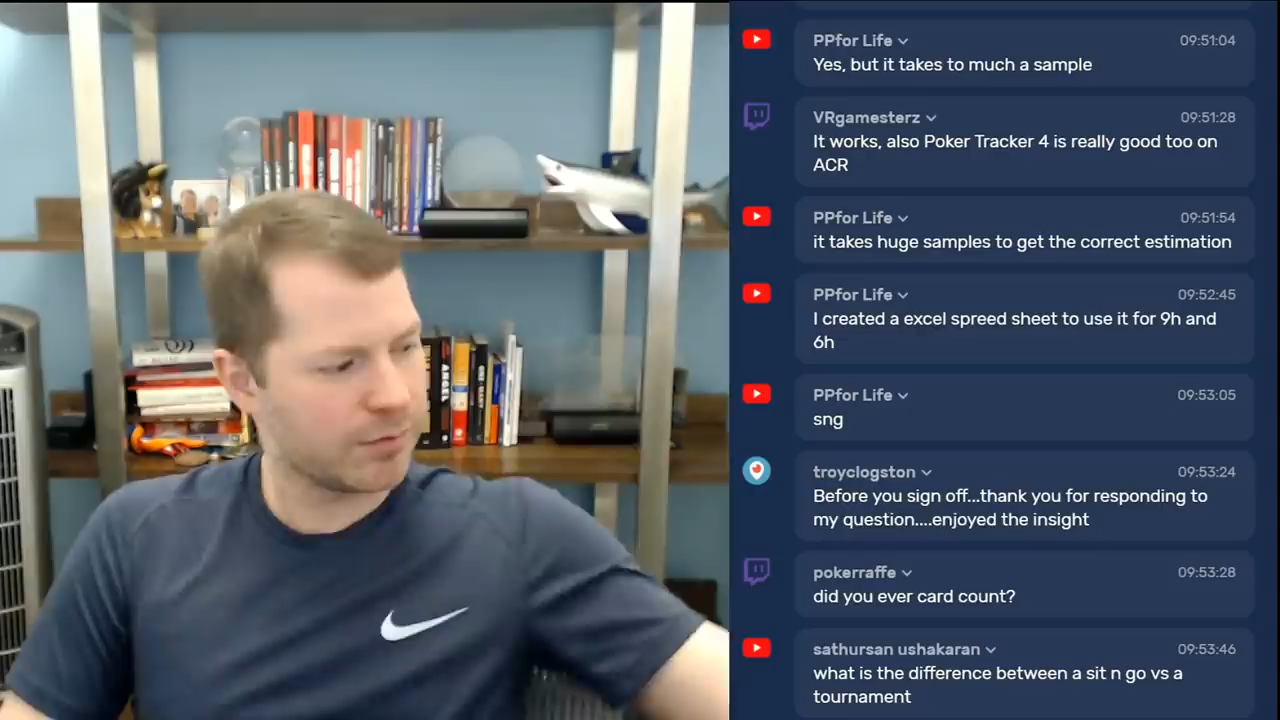 PPfor Life
09:51:04
Yes, but it takes to much a sample
VRgamesterz
09:51:28
It works, also Poker Tracker 4 is really good too on
ACR
PPfor Life
09:51:54
it takes huge samples to get the correct estimation
PPfor Life
09:52:45
I created a excel spreed sheet to use it for 9h and
6h
PPfor Life
09:53:05
sng
troyclogston
09:53:24
Before you sign off...thank you for responding to
my question....enjoyed the insight
pokerraffe
09:53:28
did you ever card count?
sathursan ushakaran
09:53:46
what is the difference between a sit n go vs a
tournament
ANGEL